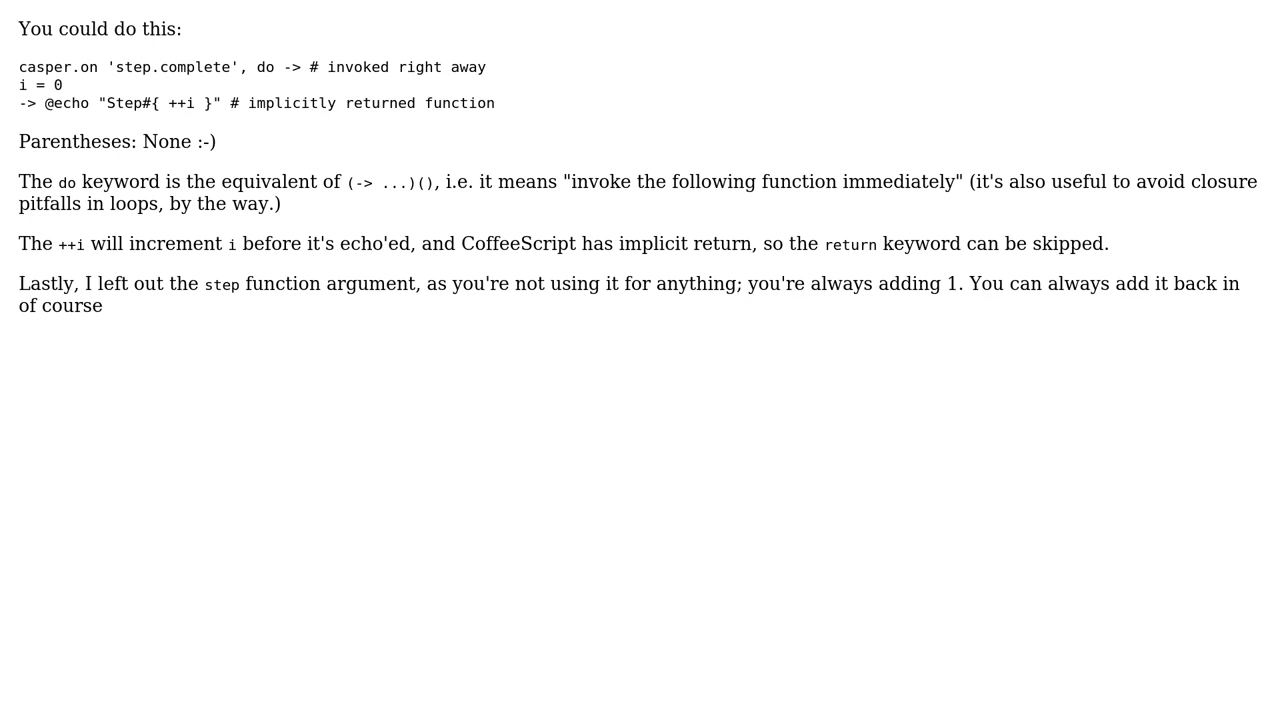 You could do this:
casper.on 'step.complete', do -> # invoked right away
i = 0
-> @echo "Step#{ ++i }" # implicitly returned function
Parentheses: None :-)
The do keyword is the equivalent of (-> ...)(), i.e. it means "invoke the following function immediately" (it's also useful to avoid closure
pitfalls in loops, by the way.)
The ++i will increment i before it's echo'ed, and CoffeeScript has implicit return, so the return keyword can be skipped.
Lastly, I left out the step function argument, as you're not using it for anything; you're always adding 1. You can always add it back in
of course